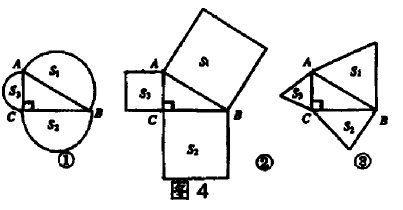 A S₁ S₃ C B S₂ ①
A S₁ S₃ C B S₂ ②
A S₁ S₃ C B S₂ ③
图 4